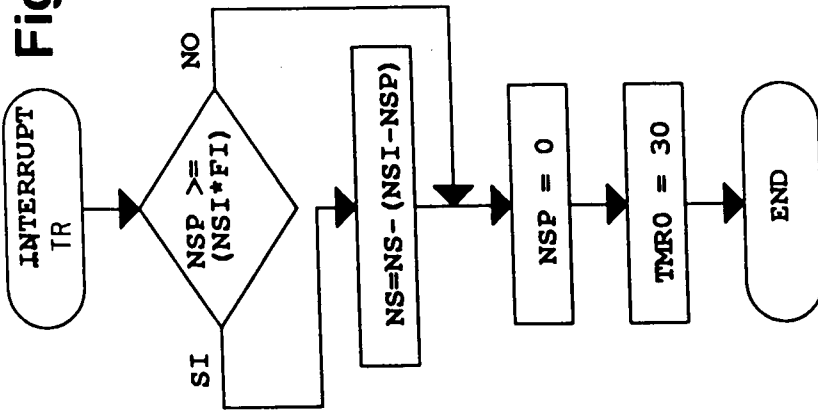 Fig
INTERRUPT
TR
NSP >=
(NSI*FI)
NO
SI
NS=NS-(NSI-NSP)
NSP = 0
TMR0 = 30
END